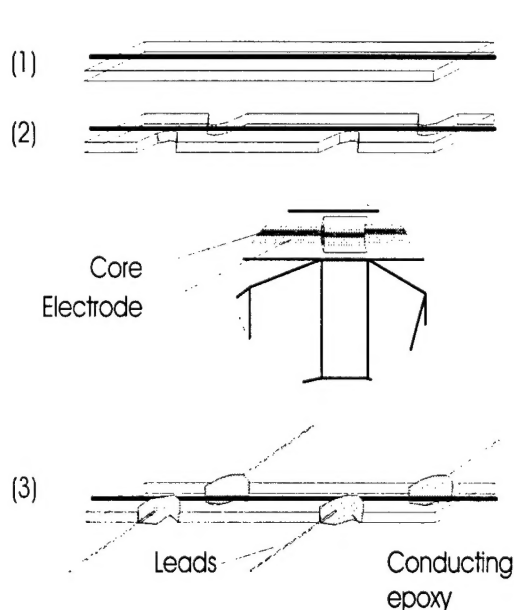 (1)
(2)
Core
Electrode
(3)
Leads
Conducting
epoxy